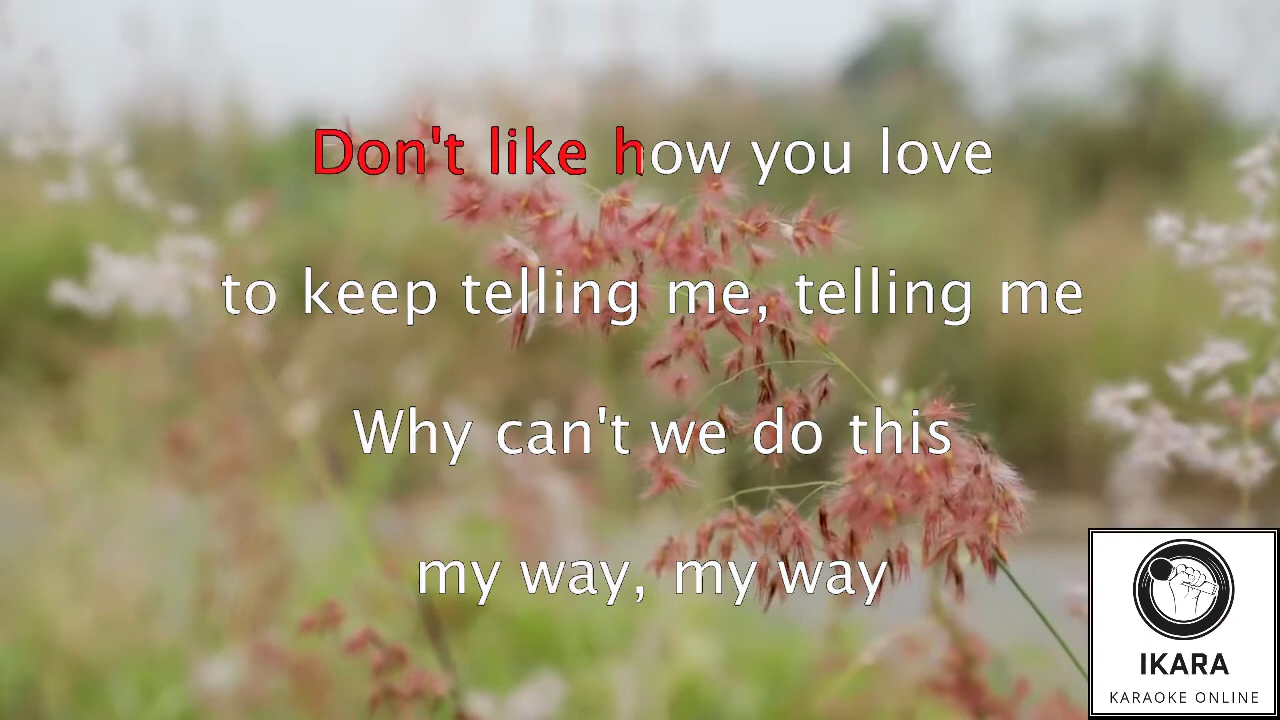 Don't like how you love
to keep telling me, telling me
Why can't we do this
my way, my way
IKARA
KARAOKE ONLINE